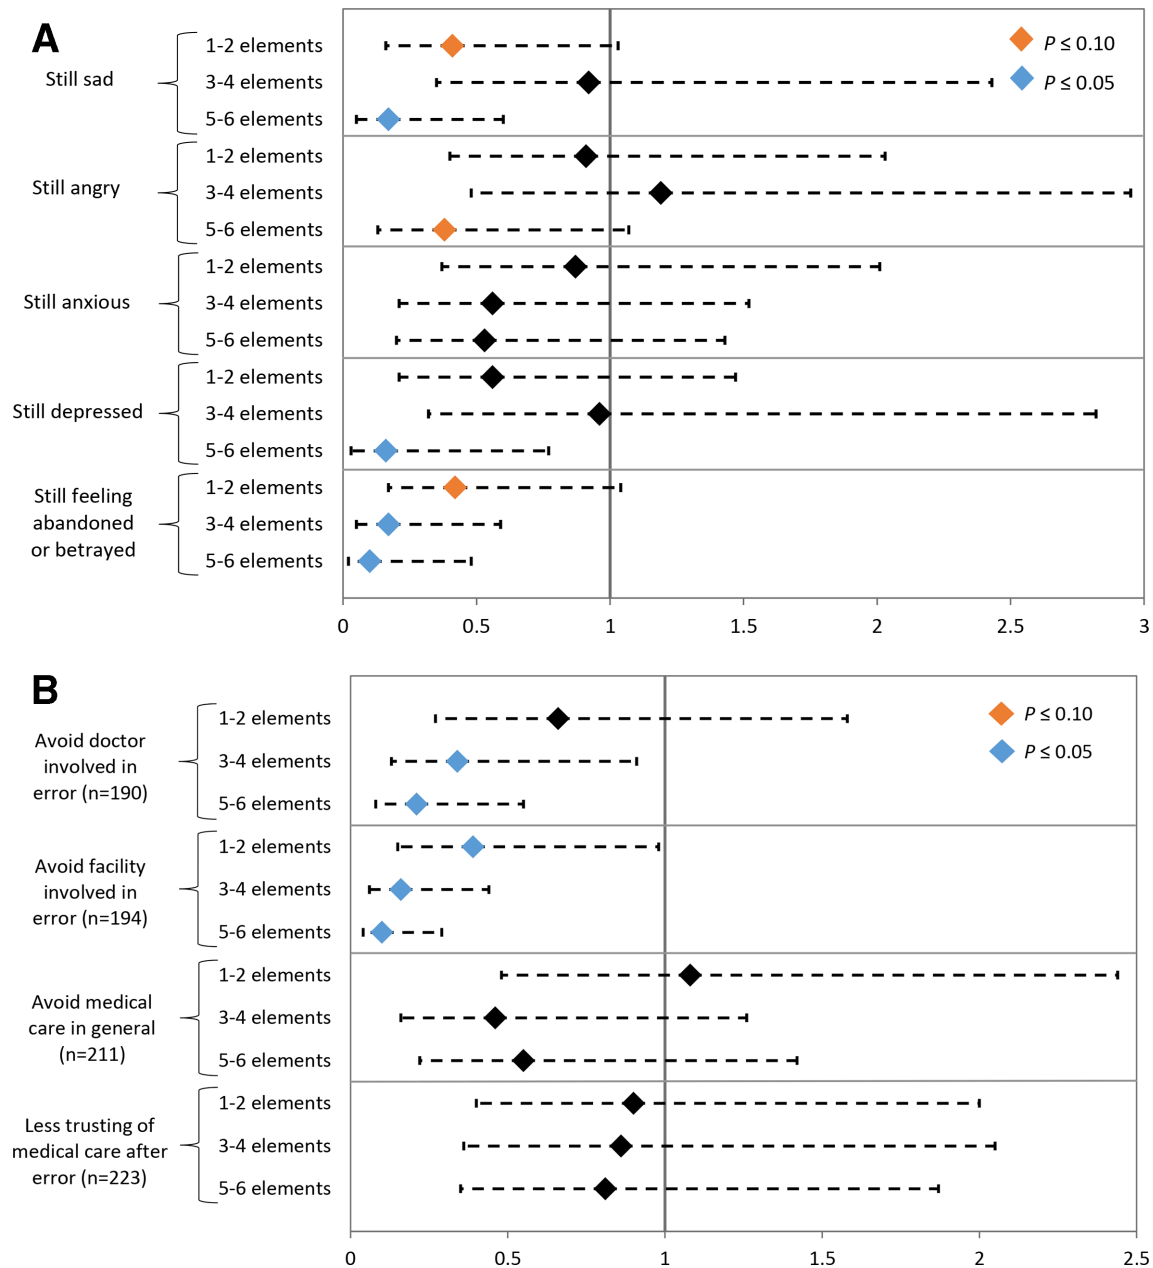 A
1-2 elements
Still sad
3-4 elements
5-6 elements
P ≤ 0.10
P ≤ 0.05
1-2 elements
Still angry
3-4 elements
5-6 elements
1-2 elements
Still anxious
3-4 elements
5-6 elements
1-2 elements
Still depressed
3-4 elements
5-6 elements
Still feeling
abandoned
or betrayed
1-2 elements
3-4 elements
5-6 elements
0 0.5 1 1.5 2 2.5 3
B
Avoid doctor
involved in
error (n=190)
1-2 elements
3-4 elements
5-6 elements
P ≤ 0.10
P ≤ 0.05
Avoid facility
involved in
error (n=194)
1-2 elements
3-4 elements
5-6 elements
Avoid medical
care in general
(n=211)
1-2 elements
3-4 elements
5-6 elements
Less trusting of
medical care after
error (n=223)
1-2 elements
3-4 elements
5-6 elements
0 0.5 1 1.5 2 2.5